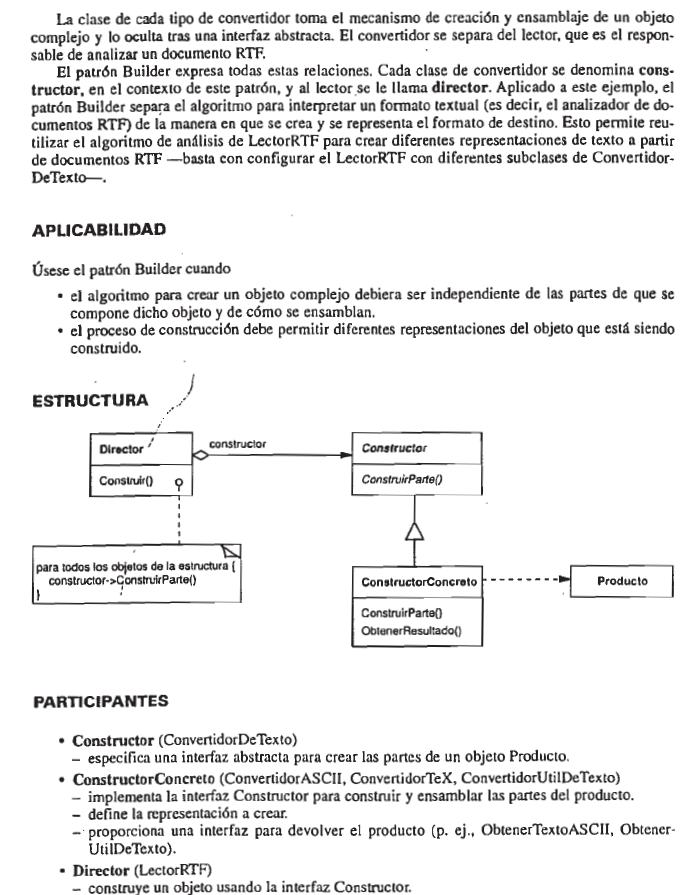 La clase de cada tipo de convertidor toma el mecanismo de creación y ensamblaje de un objeto
complejo y lo oculta tras una interfaz abstracta. El convertidor se separa del lector, que es el respon-
sable de analizar un documento RTF.
El patrón Builder expresa todas estas relaciones. Cada clase de convertidor se denomina cons-
tructor, en el contexto de este patrón, y al lector se le llama director. Aplicado a este ejemplo, el
patrón Builder separa el algoritmo para interpretar un formato textual (es decir, el analizador de do-
cumentos RTF) de la manera en que se crea y se representa el formato de destino. Esto permite reu-
tilizar el algoritmo de análisis de LectorRTF para crear diferentes representaciones de texto a partir
de documentos RTF —basta con configurar el LectorRTF con diferentes subclases de Convertidor-
DeTexto—.
APLICABILIDAD
Úsese el patrón Builder cuando
• el algoritmo para crear un objeto complejo debiera ser independiente de las partes de que se
compone dicho objeto y de cómo se ensamblan.
• el proceso de construcción debe permitir diferentes representaciones del objeto que está siendo
construido.
ESTRUCTURA
Director
Construir()
constructor
Constructor
ConstruirParte()
para todos los objetos de la estructura {
constructor->ConstruirParte()
}
ConstructorConcreto
ConstruirParte()
ObtenerResultado()
Producto
PARTICIPANTES
• Constructor (ConvertidorDeTexto)
– especifica una interfaz abstracta para crear las partes de un objeto Producto.
• ConstructorConcreto (ConvertidorASCII, ConvertidorTeX, ConvertidorUtilDeTexto)
– implementa la interfaz Constructor para construir y ensamblar las partes del producto.
– define la representación a crear.
– proporciona una interfaz para devolver el producto (p. ej., ObtenerTextoASCII, Obtener-
UtilDeTexto).
• Director (LectorRTF)
– construye un objeto usando la interfaz Constructor.